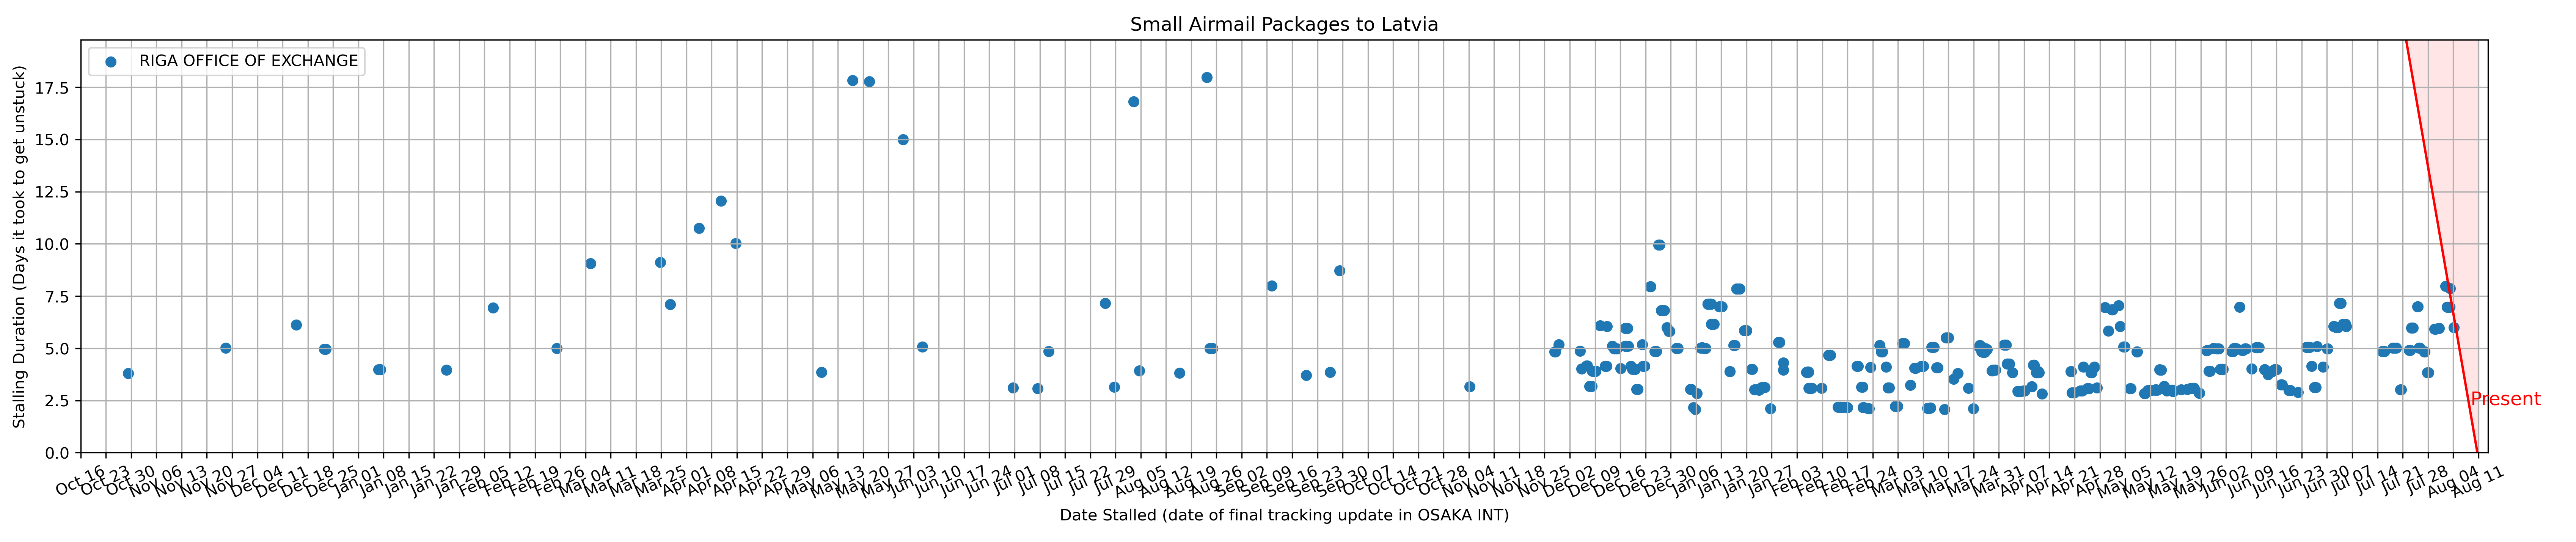 Small Airmail Packages to Latvia
RIGA OFFICE OF EXCHANGE
Stalling Duration (Days it took to get unstuck)
17.5
15.0
12.5
10.0
7.5
5.0
2.5
0.0
Present
Oct 16
Oct 23
Oct 30
Nov 06
Nov 13
Nov 20
Nov 27
Dec 04
Dec 11
Dec 18
Dec 25
Jan 01
Jan 08
Jan 15
Jan 22
Jan 29
Feb 05
Feb 12
Feb 19
Feb 26
Mar 04
Mar 11
Mar 18
Mar 25
Apr 01
Apr 08
Apr 15
Apr 22
Apr 29
May 06
May 13
May 20
May 27
Jun 03
Jun 10
Jun 17
Jun 24
Jul 01
Jul 08
Jul 15
Jul 22
Jul 29
Aug 05
Aug 12
Aug 19
Aug 26
Sep 02
Sep 09
Sep 16
Sep 23
Sep 30
Oct 07
Oct 14
Oct 21
Oct 28
Nov 04
Nov 11
Nov 18
Nov 25
Dec 02
Dec 09
Dec 16
Dec 23
Dec 30
Jan 06
Jan 13
Jan 20
Jan 27
Feb 03
Feb 10
Feb 17
Feb 24
Mar 03
Mar 10
Mar 17
Mar 24
Mar 31
Apr 07
Apr 14
Apr 21
Apr 28
May 05
May 12
May 19
May 26
Jun 02
Jun 09
Jun 16
Jun 23
Jun 30
Jul 07
Jul 14
Jul 21
Jul 28
Aug 04
Aug 11
Date Stalled (date of final tracking update in OSAKA INT)